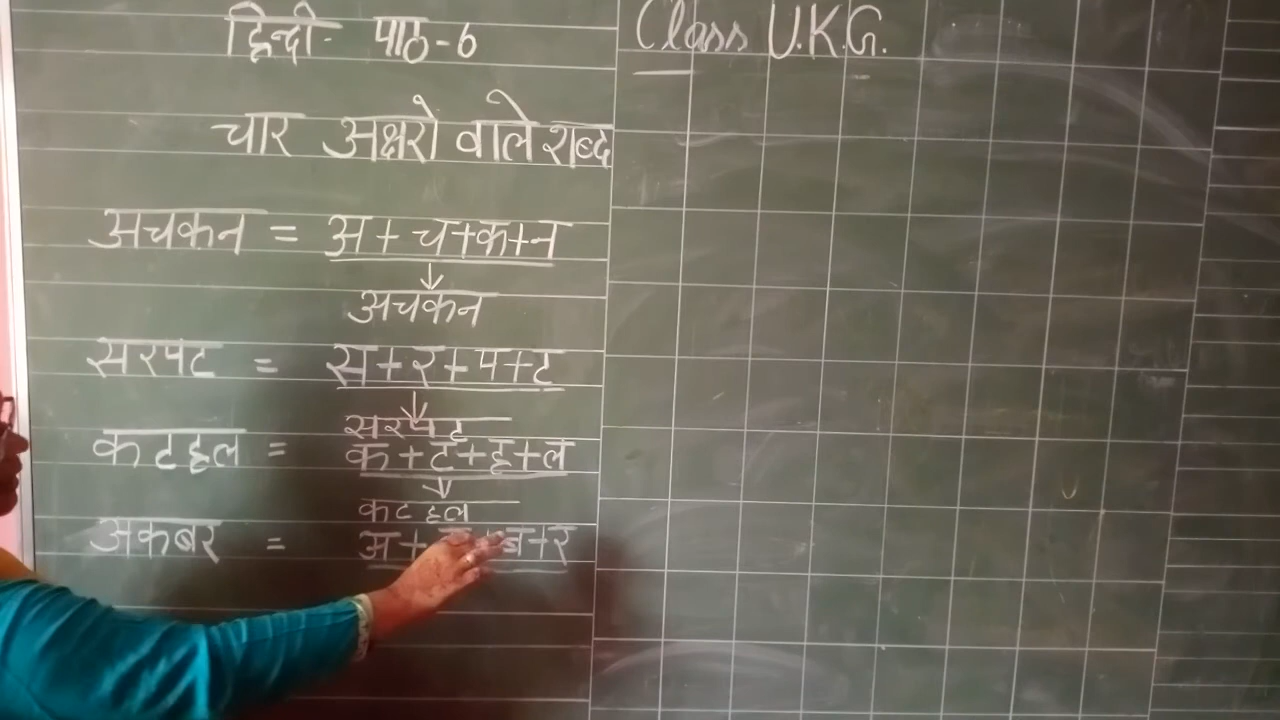 हिन्दी- पाठ-6
Class U.K.G.
चार अक्षरो वाले शब्द
अचकन = अ+च+क+न
अचकन
सरपट = स+र+प+ट
सरपट
कटहल = क+ट+ह+ल
कटहल
अकबर = अ+ ब+र